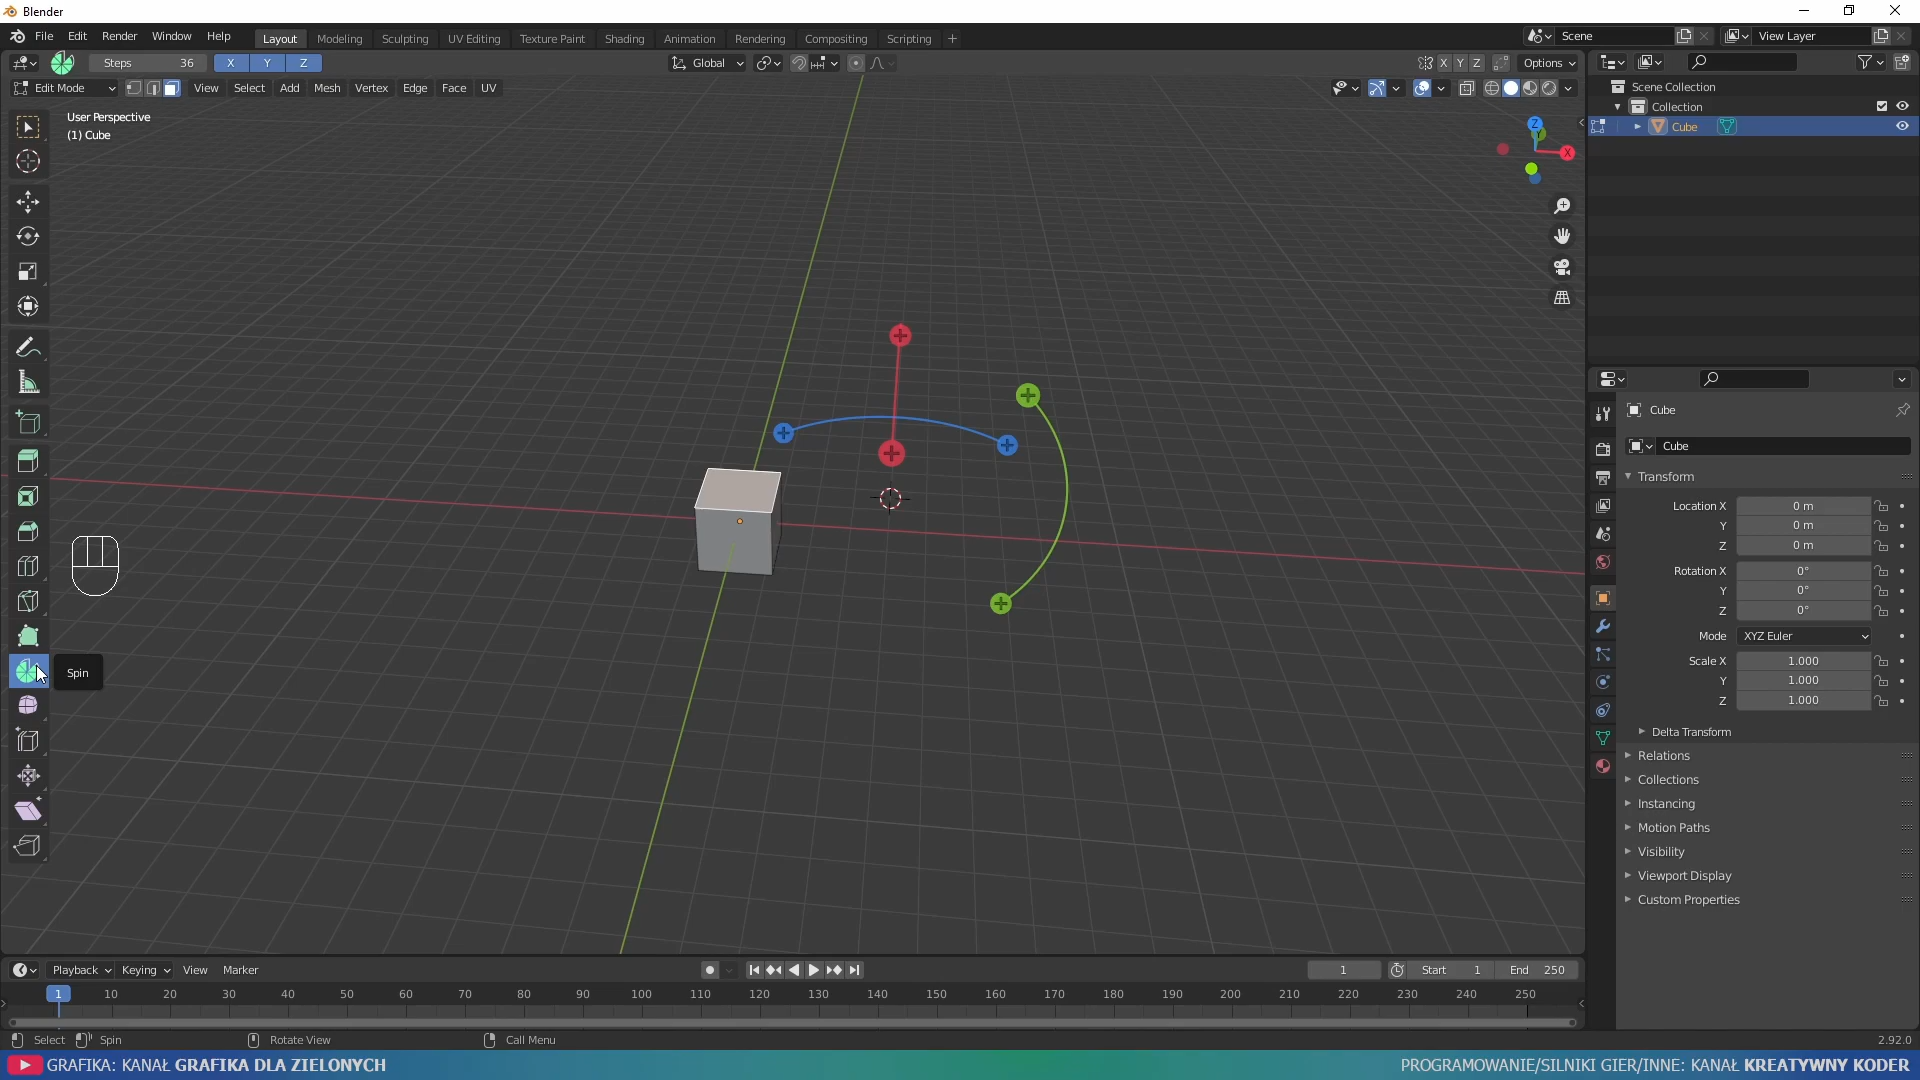 Blender
File Edit Render Window Help Layout Modeling Sculpting UV Editing Texture Paint Shading Animation Rendering Compositing Scripting + Scene View Layer
Steps 36 X Y Z Global X Y Z Options
Edit Mode View Select Add Mesh Vertex Edge Face UV
User Perspective
(1) Cube
Z
X
Scene Collection
Collection
Cube
Cube
Cube
Transform
Location X 0 m
Y 0 m
Z 0 m
Rotation X 0°
Y 0°
Z 0°
Mode XYZ Euler
Scale X 1.000
Y 1.000
Z 1.000
Delta Transform
Relations
Collections
Instancing
Motion Paths
Visibility
Viewport Display
Custom Properties
Spin
Playback Keying View Marker 1 Start 1 End 250
1 10 20 30 40 50 60 70 80 90 100 110 120 130 140 150 160 170 180 190 200 210 220 230 240 250
Select Spin Rotate View Call Menu 2.92.0
GRAFIKA: KANAŁ GRAFIKA DLA ZIELONYCH PROGRAMOWANIE/SILNIKI GIER/INNE: KANAŁ KREATYWNY KODER